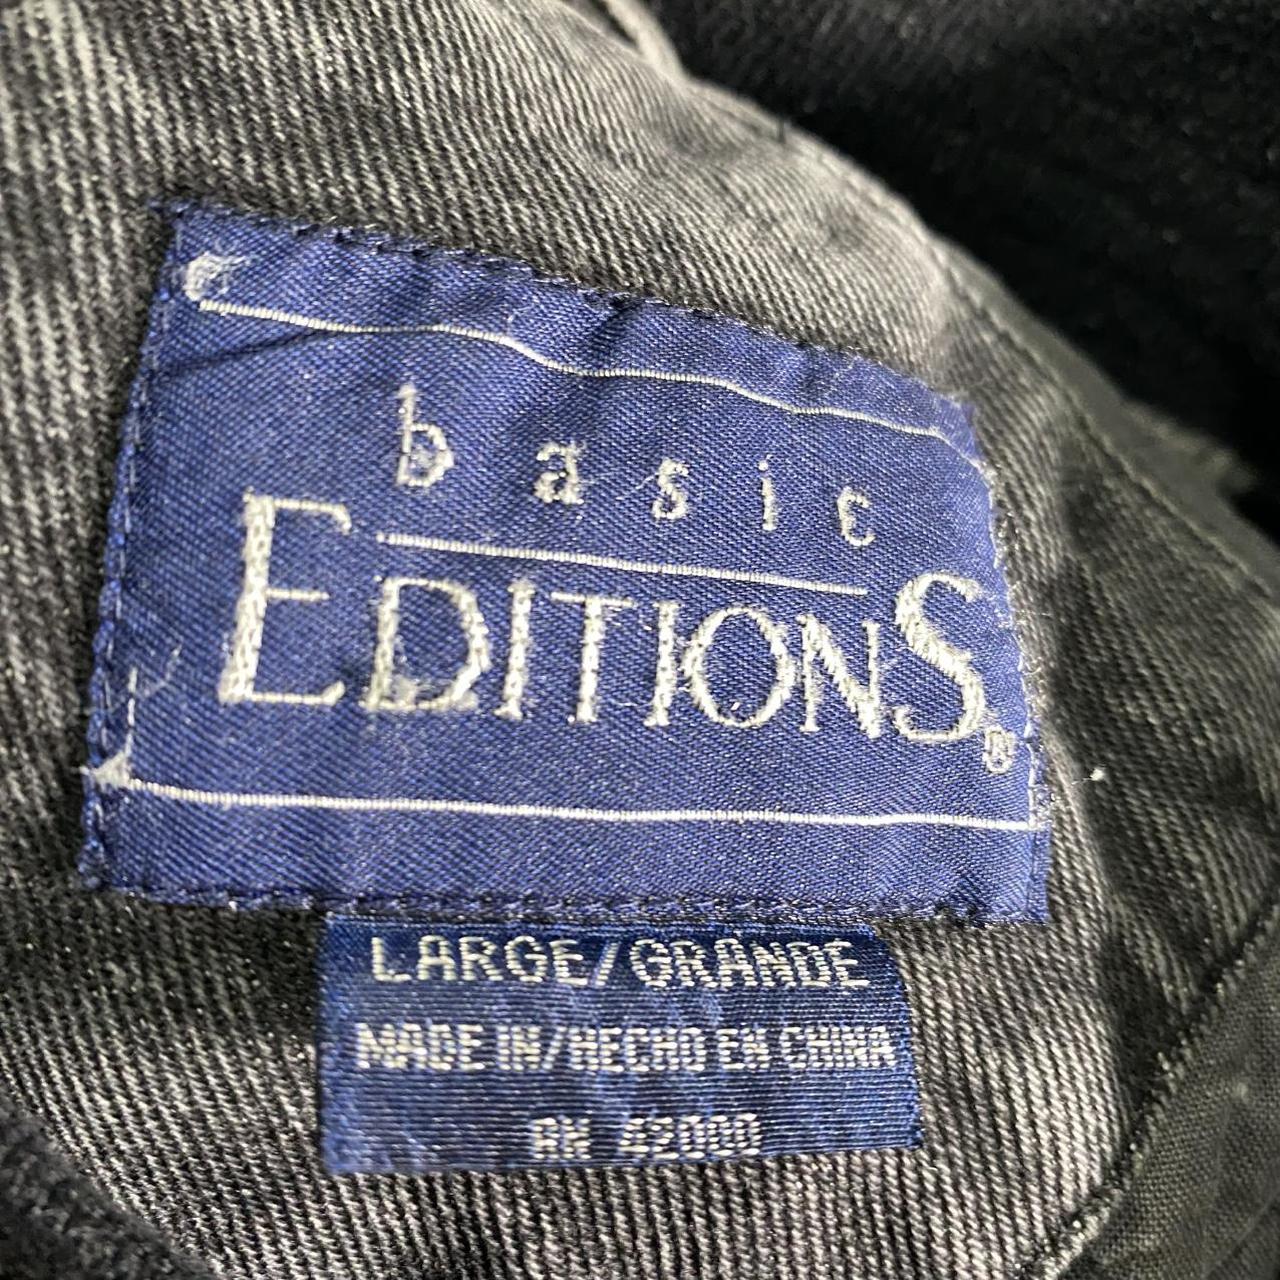 basic
EDITIONS®
LARGE/GRANDE
MADE IN/HECHO EN CHINA
RN 42000